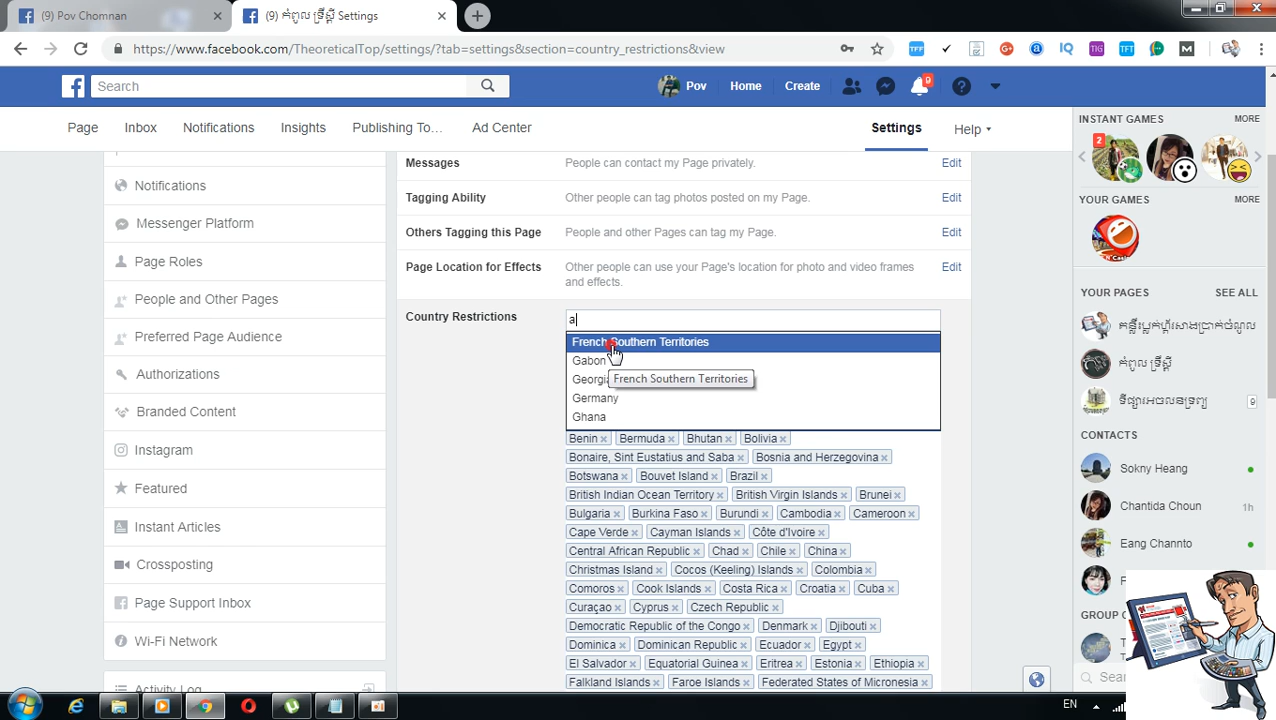 (9) Pov Chomnan
(9) កំពូល ទ្រឹស្ដី Settings
https://www.facebook.com/TheoreticalTop/settings/?tab=settings&section=country_restrictions&view
Search
Pov
Home
Create
9
Page
Inbox
Notifications
Insights
Publishing To…
Ad Center
Settings
Help
Notifications
Messenger Platform
Page Roles
People and Other Pages
Preferred Page Audience
Authorizations
Branded Content
Instagram
Featured
Instant Articles
Crossposting
Page Support Inbox
Wi-Fi Network
Activity Log
Messages
People can contact my Page privately.
Edit
Tagging Ability
Other people can tag photos posted on my Page.
Edit
Others Tagging this Page
People and other Pages can tag my Page.
Edit
Page Location for Effects
Other people can use your Page's location for photo and video frames
and effects.
Edit
Country Restrictions
a
French Southern Territories
Gabon
Georgia
French Southern Territories
Germany
Ghana
Benin × Bermuda × Bhutan × Bolivia ×
Bonaire, Sint Eustatius and Saba × Bosnia and Herzegovina ×
Botswana × Bouvet Island × Brazil ×
British Indian Ocean Territory × British Virgin Islands × Brunei ×
Bulgaria × Burkina Faso × Burundi × Cambodia × Cameroon ×
Cape Verde × Cayman Islands × Côte d'Ivoire ×
Central African Republic × Chad × Chile × China ×
Christmas Island × Cocos (Keeling) Islands × Colombia ×
Comoros × Cook Islands × Costa Rica × Croatia × Cuba ×
Curaçao × Cyprus × Czech Republic ×
Democratic Republic of the Congo × Denmark × Djibouti ×
Dominica × Dominican Republic × Ecuador × Egypt ×
El Salvador × Equatorial Guinea × Eritrea × Estonia × Ethiopia ×
Falkland Islands × Faroe Islands × Federated States of Micronesia ×
INSTANT GAMES
MORE
2
YOUR GAMES
MORE
YOUR PAGES
SEE ALL
កំពូល ទ្រឹស្ដី
9
CONTACTS
Sokny Heang
Chantida Choun
1h
Eang Channto
GROUP
Sear
EN